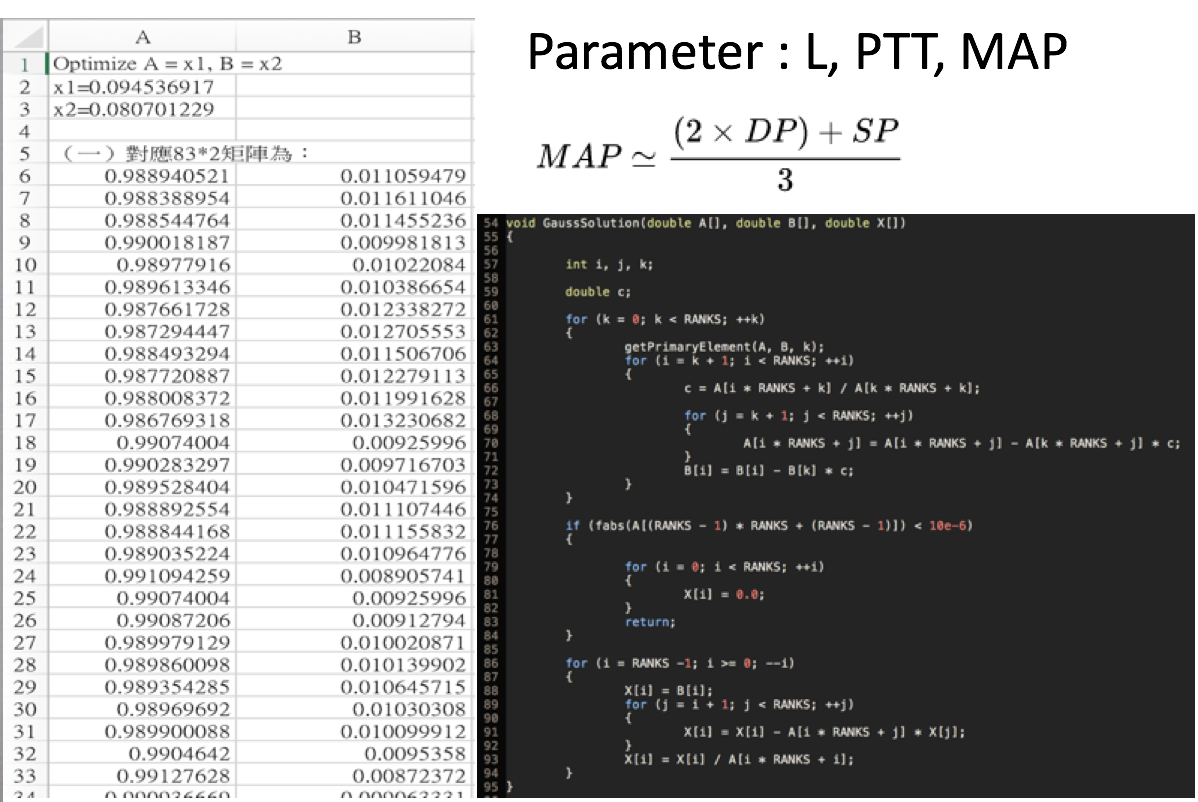 A B
1 Optimize A = x1, B = x2
2 x1=0.094536917
3 x2=0.080701229
4
5 （一）對應83*2矩陣為：
6 0.988940521 0.011059479
7 0.988388954 0.011611046
8 0.988544764 0.011455236
9 0.990018187 0.009981813
10 0.98977916 0.01022084
11 0.989613346 0.010386654
12 0.987661728 0.012338272
13 0.987294447 0.012705553
14 0.988493294 0.011506706
15 0.987720887 0.012279113
16 0.988008372 0.011991628
17 0.986769318 0.013230682
18 0.99074004 0.00925996
19 0.990283297 0.009716703
20 0.989528404 0.010471596
21 0.988892554 0.011107446
22 0.988844168 0.011155832
23 0.989035224 0.010964776
24 0.991094259 0.008905741
25 0.99074004 0.00925996
26 0.99087206 0.00912794
27 0.989979129 0.010020871
28 0.989860098 0.010139902
29 0.989354285 0.010645715
30 0.98969692 0.01030308
31 0.989900088 0.010099912
32 0.9904642 0.0095358
33 0.99127628 0.00872372
Parameter : L, PTT, MAP
MAP ≃ (2 × DP) + SP
3
54 void GaussSolution(double A[], double B[], double X[])
55 {
56
57 int i, j, k;
58
59 double c;
60
61 for (k = 0; k < RANKS; ++k)
62 {
63 getPrimaryElement(A, B, k);
64 for (i = k + 1; i < RANKS; ++i)
65 {
66 c = A[i * RANKS + k] / A[k * RANKS + k];
67
68 for (j = k + 1; j < RANKS; ++j)
69 {
70 A[i * RANKS + j] = A[i * RANKS + j] - A[k * RANKS + j] * c;
71 }
72 B[i] = B[i] - B[k] * c;
73 }
74 }
75
76 if (fabs(A[(RANKS - 1) * RANKS + (RANKS - 1)]) < 10e-6)
77 {
78
79 for (i = 0; i < RANKS; ++i)
80 {
81 X[i] = 0.0;
82 }
83 return;
84 }
85
86 for (i = RANKS -1; i >= 0; --i)
87 {
88 X[i] = B[i];
89 for (j = i + 1; j < RANKS; ++j)
90 {
91 X[i] = X[i] - A[i * RANKS + j] * X[j];
92 }
93 X[i] = X[i] / A[i * RANKS + i];
94 }
95 }